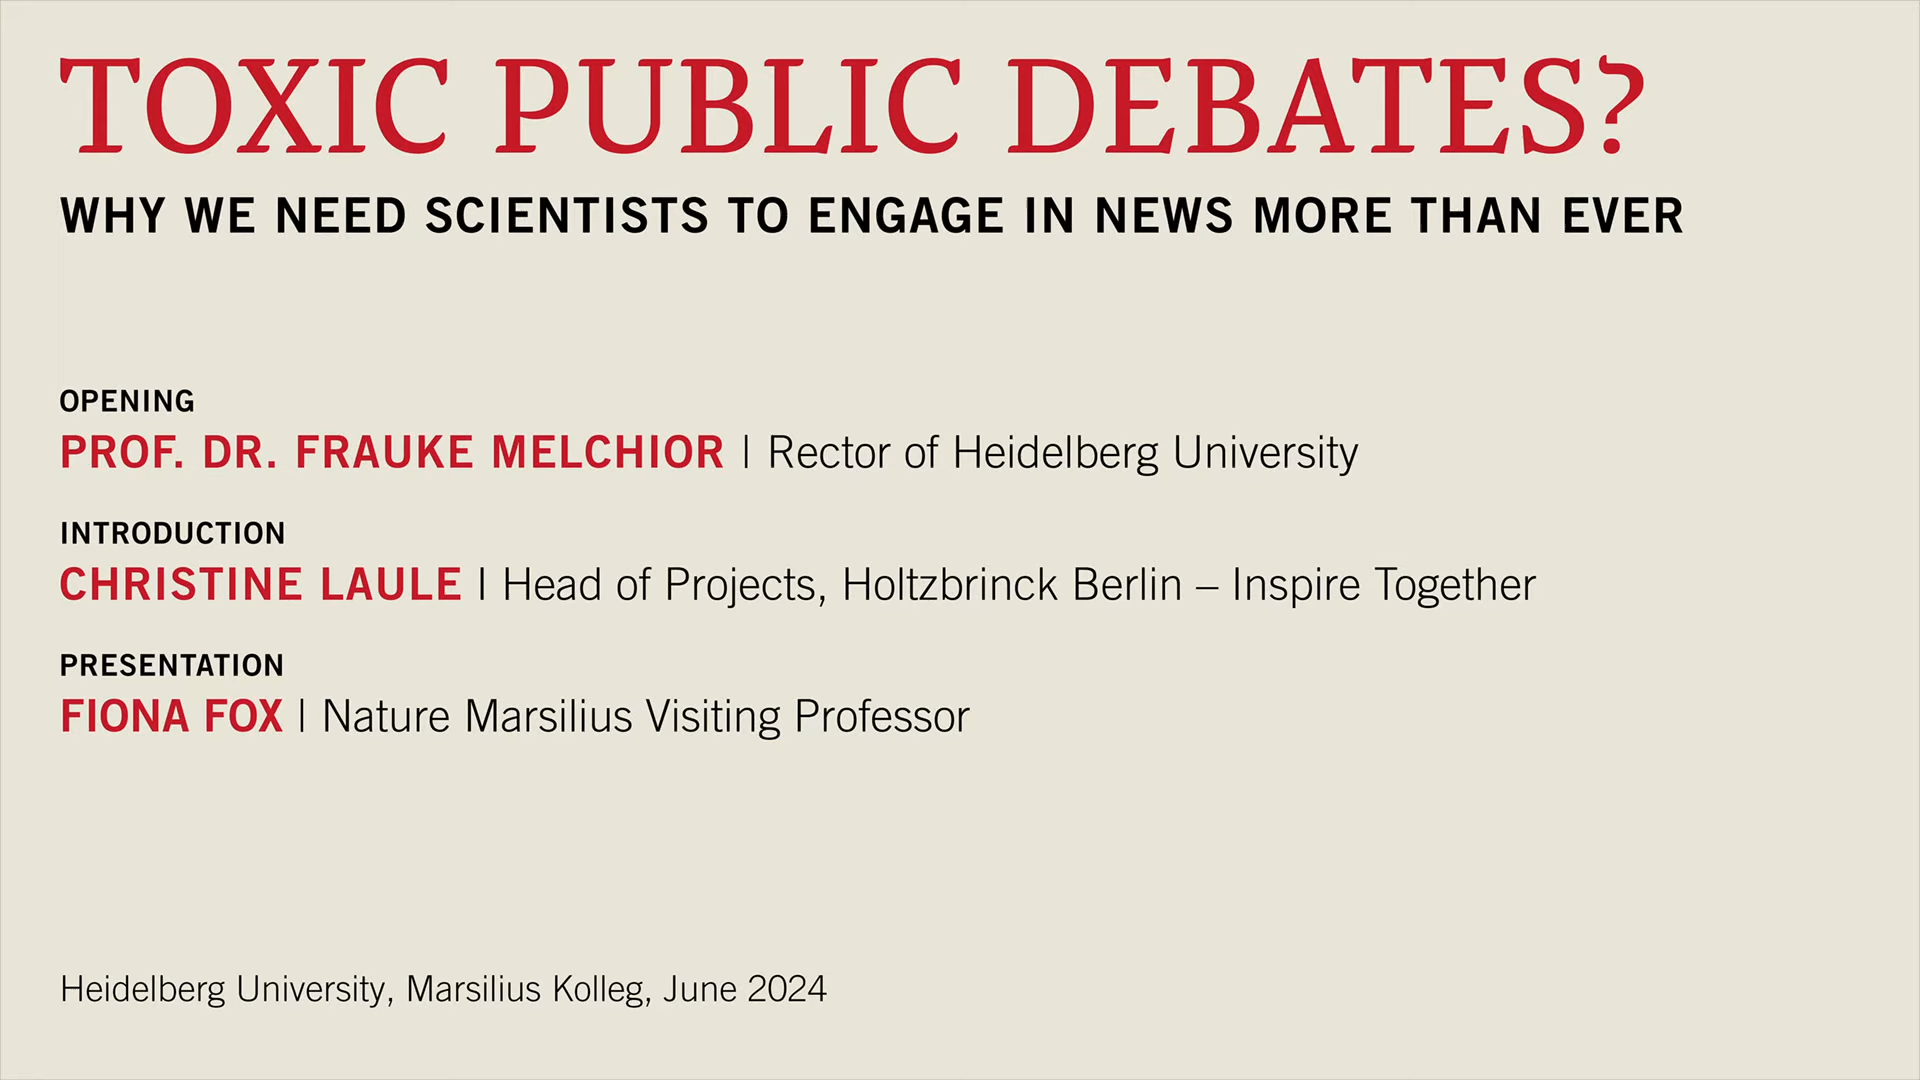 TOXIC PUBLIC DEBATES?
WHY WE NEED SCIENTISTS TO ENGAGE IN NEWS MORE THAN EVER
OPENING
PROF. DR. FRAUKE MELCHIOR | Rector of Heidelberg University
INTRODUCTION
CHRISTINE LAULE | Head of Projects, Holtzbrinck Berlin – Inspire Together
PRESENTATION
FIONA FOX | Nature Marsilius Visiting Professor
Heidelberg University, Marsilius Kolleg, June 2024